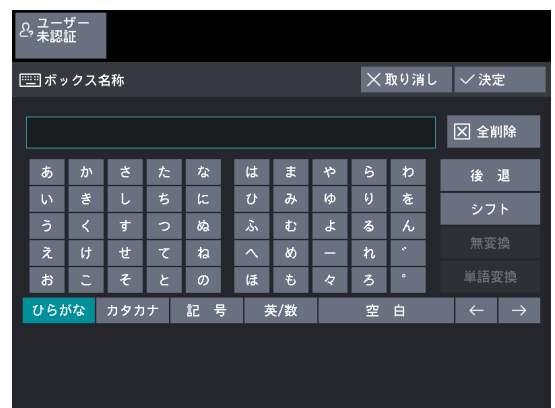 ユーザー
未認証
ボックス名称
取り消し
決定
全削除
あ か さ た な は ま や ら わ
後 退
い き し ち に ひ み ゆ り を
シフト
う く す つ ぬ ふ む よ る ん
無変換
え け せ て ね へ め ー れ ゛
お こ そ と の ほ も 々 ろ ゜
単語変換
ひらがな カタカナ 記 号 英/数 空 白 ← →